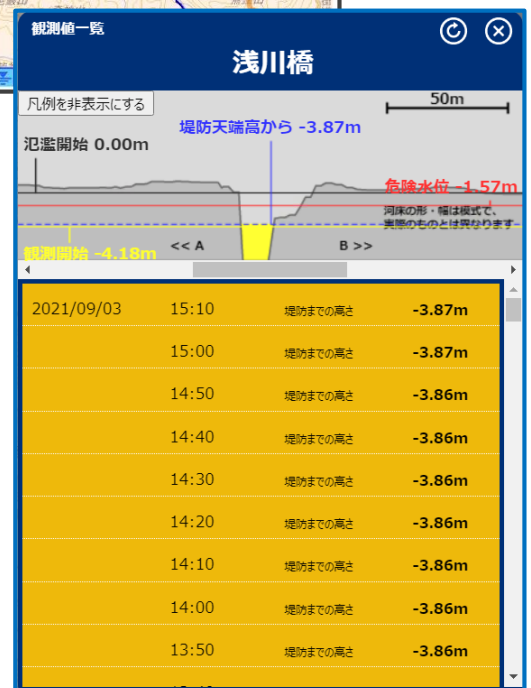 観測値一覧
浅川橋
凡例を非表示にする
50m
堤防天端高から -3.87m
氾濫開始 0.00m
危険水位 -1.57m
河床の形・幅は模式で、
実際のものとは異なります
<< A
B >>
観測開始 -4.18m
2021/09/03 15:10 堤防までの高さ -3.87m
15:00 堤防までの高さ -3.87m
14:50 堤防までの高さ -3.86m
14:40 堤防までの高さ -3.86m
14:30 堤防までの高さ -3.86m
14:20 堤防までの高さ -3.86m
14:10 堤防までの高さ -3.86m
14:00 堤防までの高さ -3.86m
13:50 堤防までの高さ -3.86m